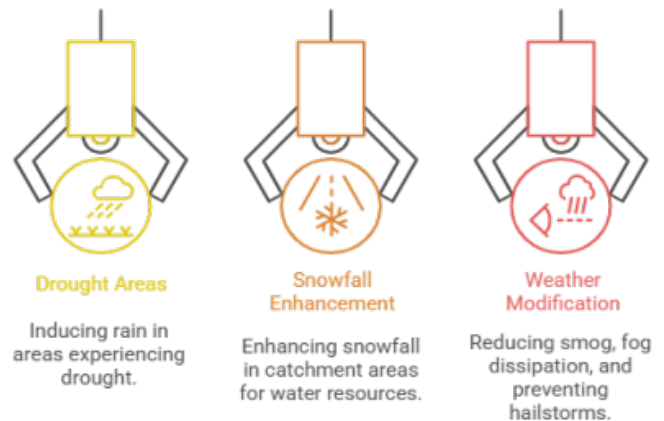 Drought Areas
Inducing rain in
areas experiencing
drought.
Snowfall
Enhancement
Enhancing snowfall
in catchment areas
for water resources.
Weather
Modification
Reducing smog, fog
dissipation, and
preventing
hailstorms.